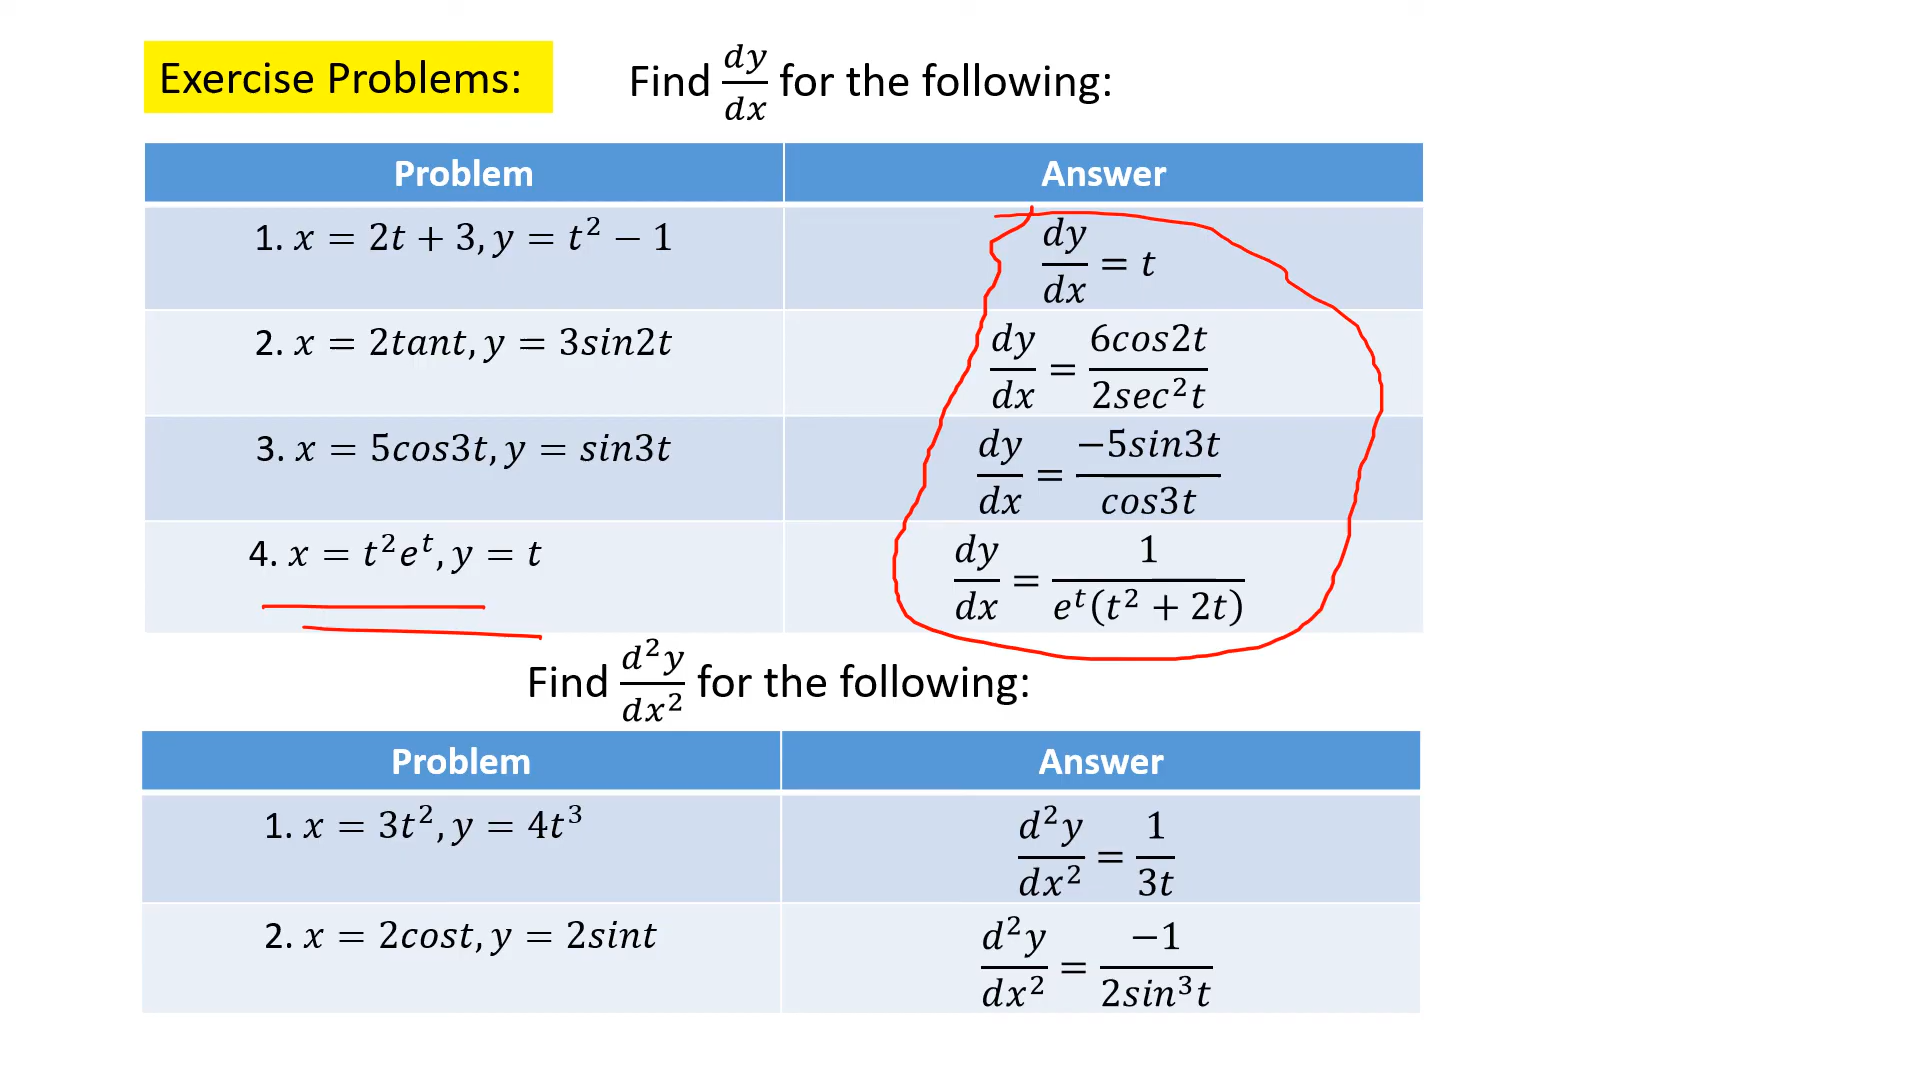 Exercise Problems: Find dy/dx for the following:
Problem Answer
1. x = 2t + 3, y = t² − 1 dy/dx = t
2. x = 2tant, y = 3sin2t dy/dx = 6cos2t/2sec²t
3. x = 5cos3t, y = sin3t dy/dx = −5sin3t/cos3t
4. x = t²eᵗ, y = t dy/dx = 1/eᵗ(t² + 2t)
Find d²y/dx² for the following:
Problem Answer
1. x = 3t², y = 4t³ d²y/dx² = 1/3t
2. x = 2cost, y = 2sint d²y/dx² = −1/2sin³t